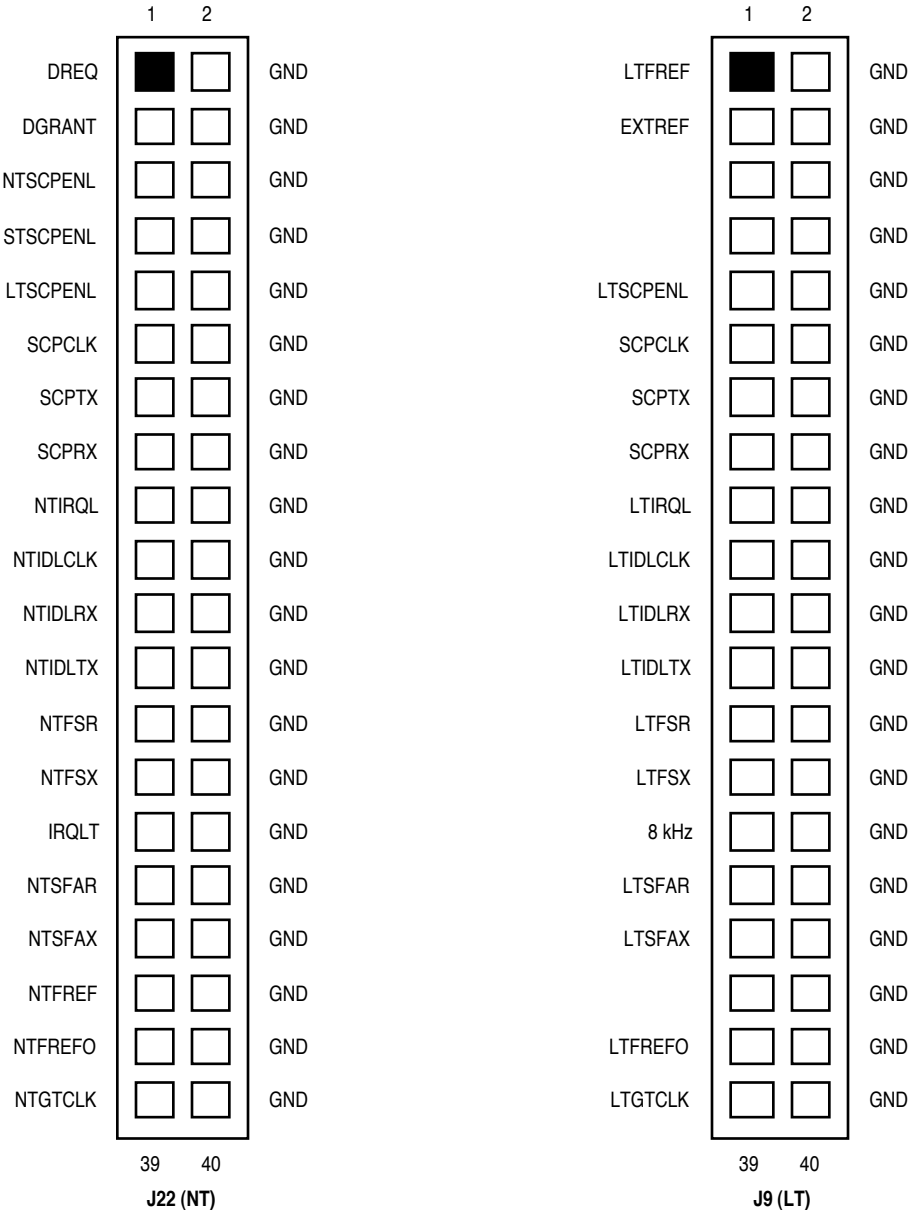 1 2
DREQ GND
DGRANT GND
NTSCPENL GND
STSCPENL GND
LTSCPENL GND
SCPCLK GND
SCPTX GND
SCPRX GND
NTIRQL GND
NTIDLCLK GND
NTIDLRX GND
NTIDLTX GND
NTFSR GND
NTFSX GND
IRQLT GND
NTSFAR GND
NTSFAX GND
NTFREF GND
NTFREFO GND
NTGTCLK GND
39 40
J22 (NT)
1 2
LTFREF GND
EXTREF GND
GND
GND
LTSCPENL GND
SCPCLK GND
SCPTX GND
SCPRX GND
LTIRQL GND
LTIDLCLK GND
LTIDLRX GND
LTIDLTX GND
LTFSR GND
LTFSX GND
8 kHz GND
LTSFAR GND
LTSFAX GND
GND
LTFREFO GND
LTGTCLK GND
39 40
J9 (LT)